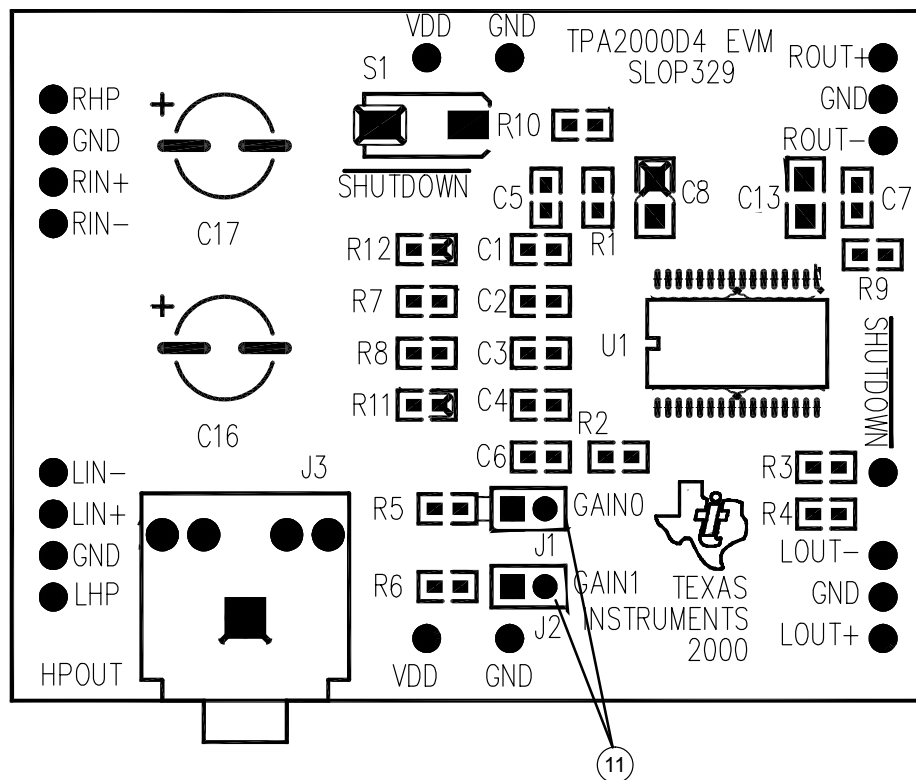 VDD
GND
TPA2000D4 EVM
SLOP329
ROUT+
GND
ROUT-
S1
RHP
GND
RIN+
RIN-
+
C17
R10
SHUTDOWN
C5
R1
C8
C13
C7
R9
R12
C1
R7
C2
R8
C3
R11
C4
U1
SHUTDOWN
+
C16
R2
C6
J3
LIN-
LIN+
GND
LHP
R5
GAIN0
J1
R6
GAIN1
J2
R3
R4
LOUT-
GND
LOUT+
TEXAS
INSTRUMENTS
2000
HPOUT
VDD
GND
11